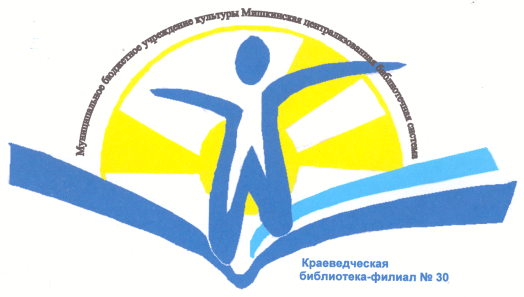 Муниципальное бюджетное учреждение культуры Мишкинская централизованная библиотечная система
Краеведческая
библиотека-филиал № 30